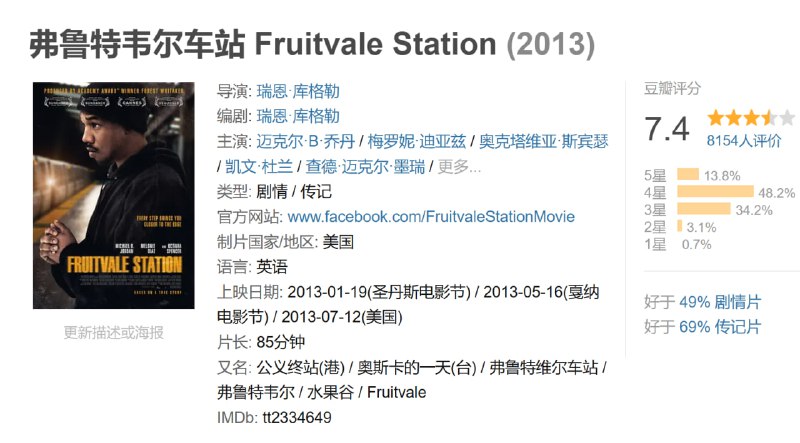 弗鲁特韦尔车站 Fruitvale Station (2013)
PRODUCED BY ACADEMY AWARD WINNER FOREST WHITAKER
EVERY STEP BRINGS YOU
CLOSER TO THE EDGE
MICHAEL B. JORDAN
MELONIE DIAZ
AND OCTAVIA SPENCER
FRUITVALE STATION
BASED ON A TRUE STORY
更新描述或海报
导演: 瑞恩·库格勒
编剧: 瑞恩·库格勒
主演: 迈克尔·B·乔丹 / 梅罗妮·迪亚兹 / 奥克塔维亚·斯宾瑟
/ 凯文·杜兰 / 查德·迈克尔·墨瑞 / 更多...
类型: 剧情 / 传记
官方网站: www.facebook.com/FruitvaleStationMovie
制片国家/地区: 美国
语言: 英语
上映日期: 2013-01-19(圣丹斯电影节) / 2013-05-16(戛纳
电影节) / 2013-07-12(美国)
片长: 85分钟
又名: 公义终站(港) / 奥斯卡的一天(台) / 弗鲁特维尔车站 /
弗鲁特韦尔 / 水果谷 / Fruitvale
IMDb: tt2334649
豆瓣评分
7.4
8154人评价
5星 13.8%
4星 48.2%
3星 34.2%
2星 3.1%
1星 0.7%
好于 49% 剧情片
好于 69% 传记片